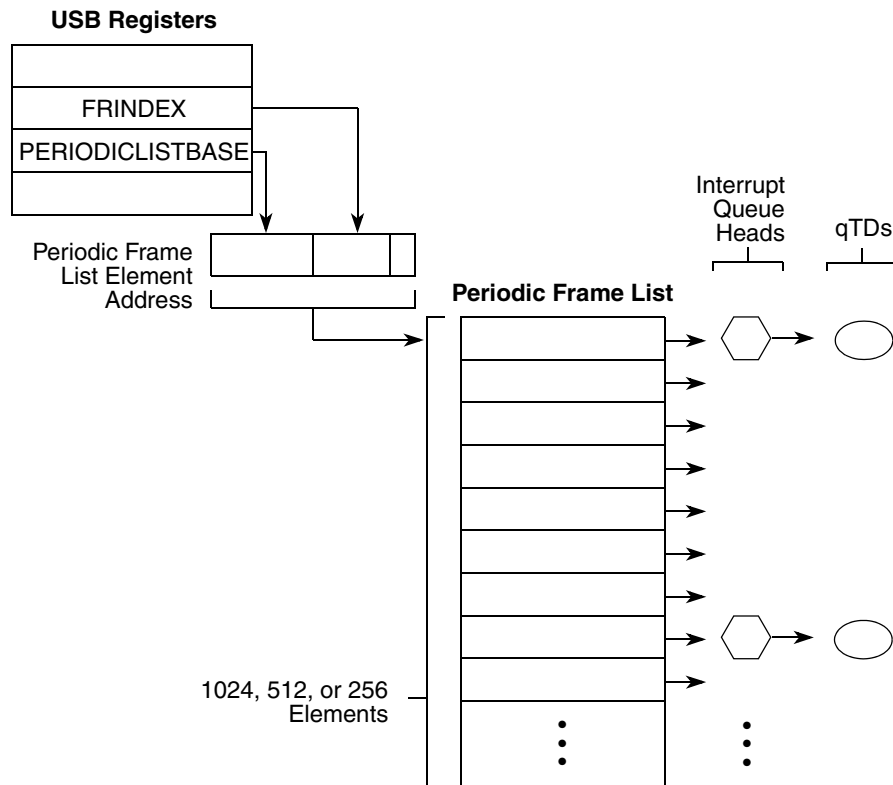 USB Registers
FRINDEX
PERIODICLISTBASE
Periodic Frame
List Element
Address
Interrupt
Queue
Heads
qTDs
Periodic Frame List
1024, 512, or 256
Elements